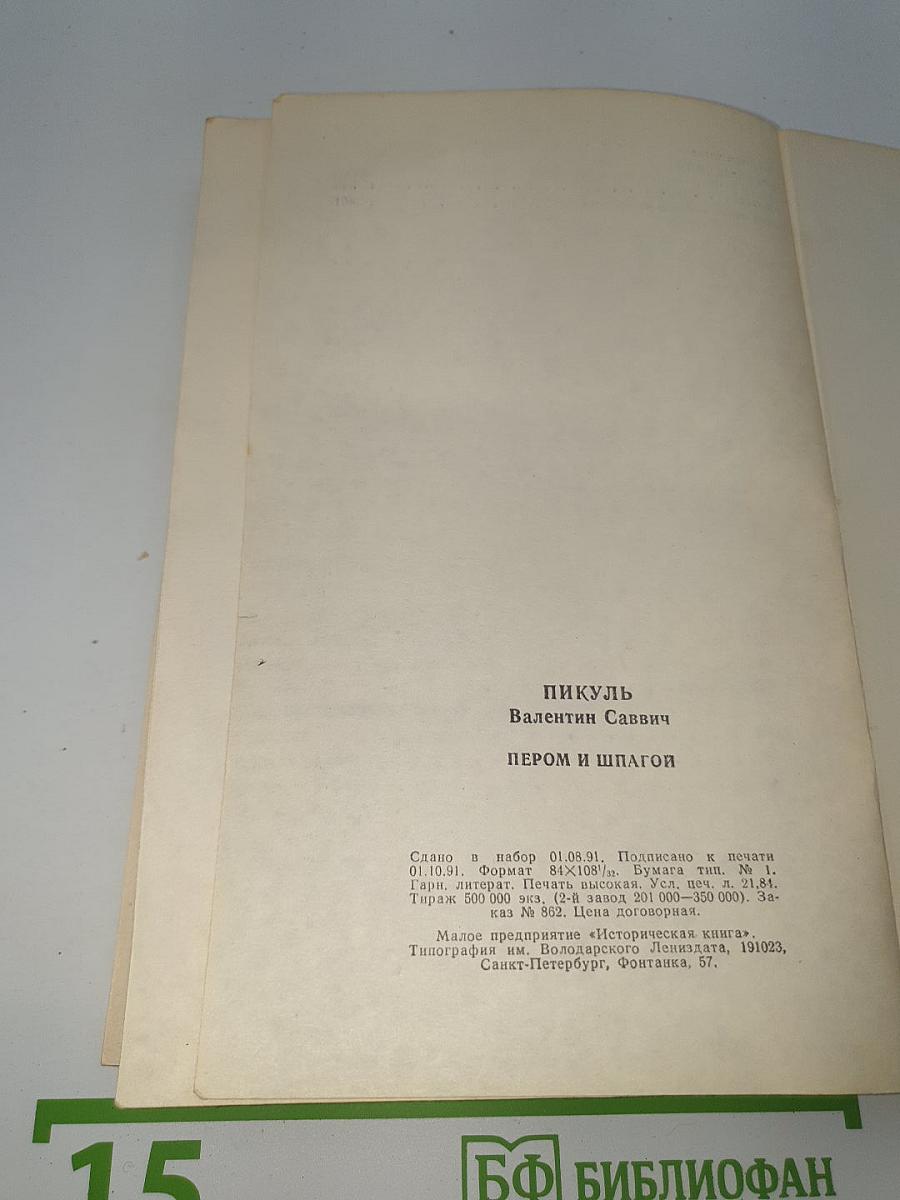 ПИКУЛЬ
Валентин Саввич
ПЕРОМ И ШПАГОЙ
Сдано в набор 01.08.91. Подписано к печати
01.10.91. Формат 84×108¹/₃₂. Бумага тип. № 1.
Гарн. литерат. Печать высокая. Усл. печ. л. 21,84.
Тираж 500 000 экз. (2-й завод 201 000—350 000). За-
каз № 862. Цена договорная.
Малое предприятие «Историческая книга».
Типография им. Володарского Лениздата, 191023,
Санкт-Петербург, Фонтанка, 57.
15
БФ БИБЛИОФАН